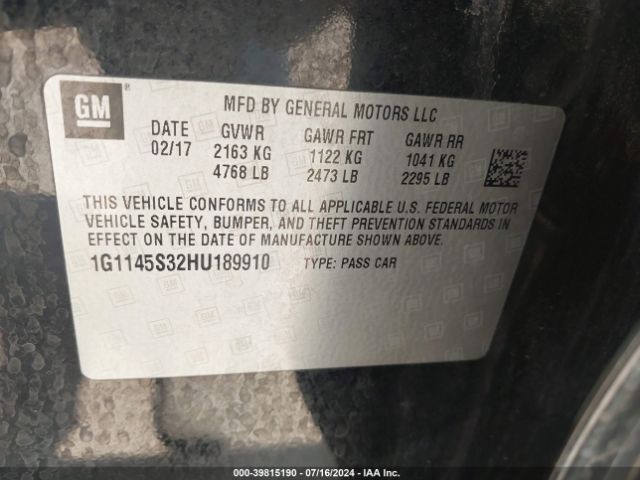 GM ®
MFD BY GENERAL MOTORS LLC
DATE GVWR GAWR FRT GAWR RR
02/17 2163 KG 1122 KG 1041 KG
4768 LB 2473 LB 2295 LB
THIS VEHICLE CONFORMS TO ALL APPLICABLE U.S. FEDERAL MOTOR
VEHICLE SAFETY, BUMPER, AND THEFT PREVENTION STANDARDS IN
EFFECT ON THE DATE OF MANUFACTURE SHOWN ABOVE.
1G1145S32HU189910 TYPE: PASS CAR
000-39815190 - 07/16/2024 - IAA Inc.